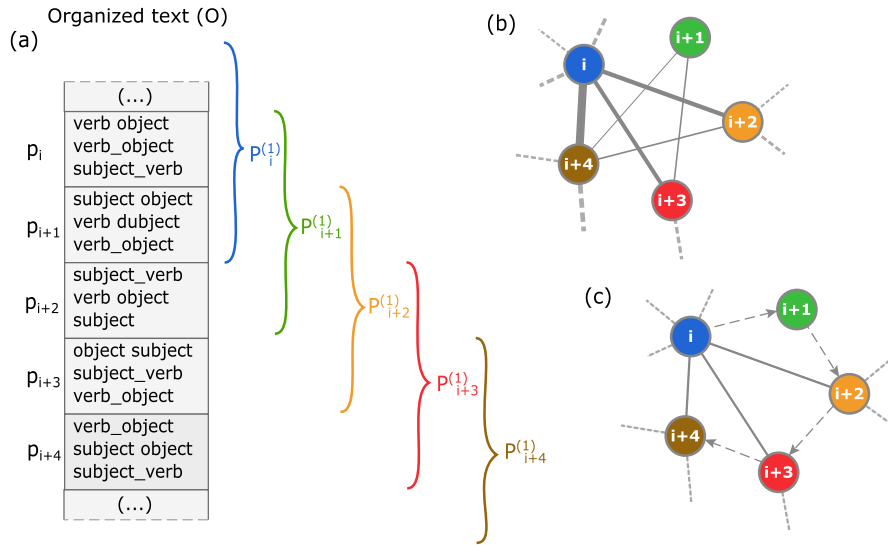 Organized text (O)
(a)
(...)
p_i
verb object
verb_object
subject_verb
p_{i+1}
subject object
verb dubject
verb_object
p_{i+2}
subject_verb
verb object
subject
p_{i+3}
object subject
subject_verb
verb_object
p_{i+4}
verb_object
subject object
subject_verb
(...)
P_i^{(1)}
P_{i+1}^{(1)}
P_{i+2}^{(1)}
P_{i+3}^{(1)}
P_{i+4}^{(1)}
(b)
i
i+1
i+2
i+4
i+3
(c)
i
i+1
i+2
i+4
i+3